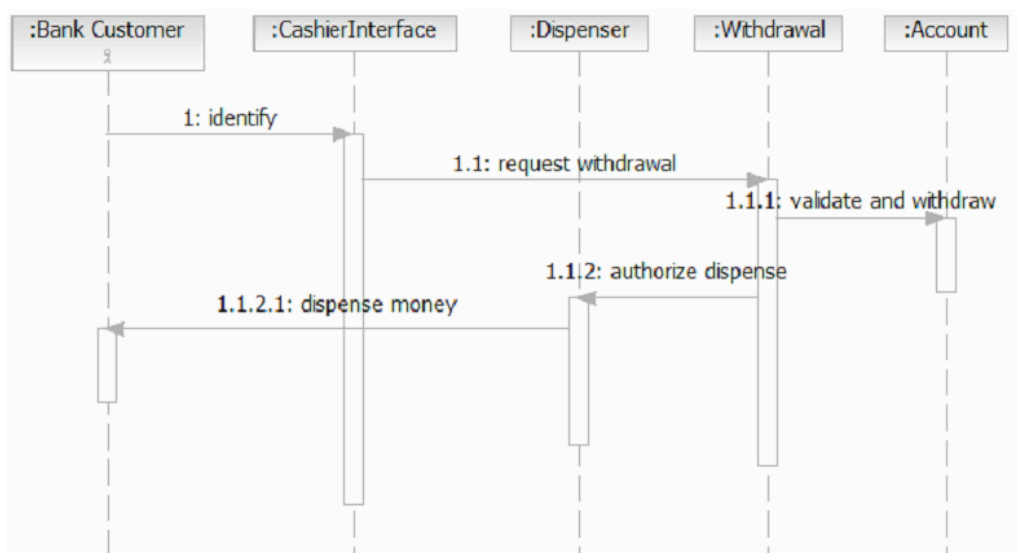 :Bank Customer
:CashierInterface
:Dispenser
:Withdrawal
:Account
1: identify
1.1: request withdrawal
1.1.1: validate and withdraw
1.1.2: authorize dispense
1.1.2.1: dispense money